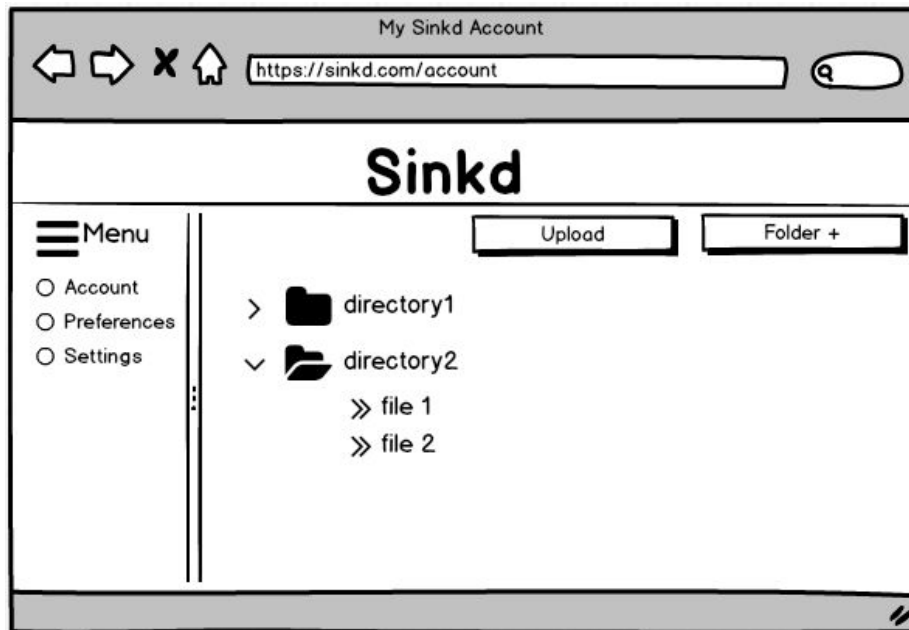 My Sinkd Account
https://sinkd.com/account
Sinkd
Menu
Account
Preferences
Settings
Upload
Folder +
directory1
directory2
file 1
file 2